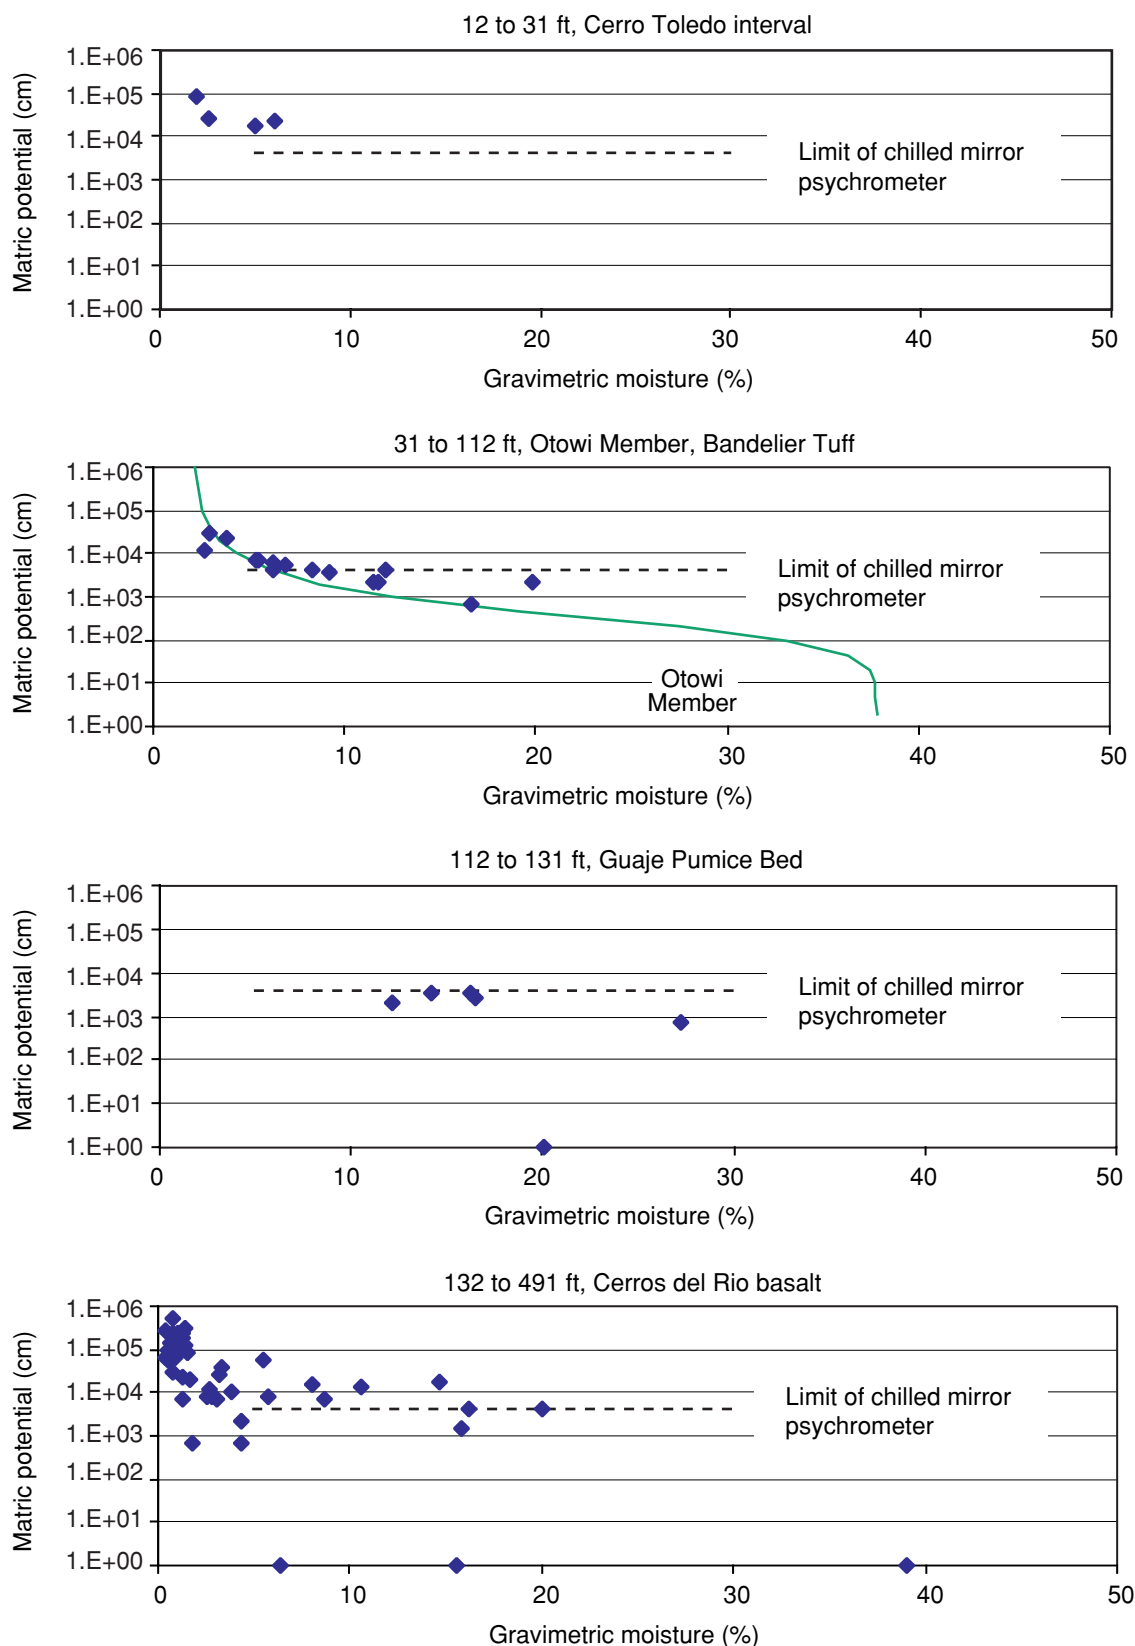 12 to 31 ft, Cerro Toledo interval
Matric potential (cm)
1.E+06
1.E+05
1.E+04
1.E+03
1.E+02
1.E+01
1.E+00
Limit of chilled mirror
psychrometer
0 10 20 30 40 50
Gravimetric moisture (%)
31 to 112 ft, Otowi Member, Bandelier Tuff
Matric potential (cm)
1.E+06
1.E+05
1.E+04
1.E+03
1.E+02
1.E+01
1.E+00
Limit of chilled mirror
psychrometer
Otowi
Member
0 10 20 30 40 50
Gravimetric moisture (%)
112 to 131 ft, Guaje Pumice Bed
Matric potential (cm)
1.E+06
1.E+05
1.E+04
1.E+03
1.E+02
1.E+01
1.E+00
Limit of chilled mirror
psychrometer
0 10 20 30 40 50
Gravimetric moisture (%)
132 to 491 ft, Cerros del Rio basalt
Matric potential (cm)
1.E+06
1.E+05
1.E+04
1.E+03
1.E+02
1.E+01
1.E+00
Limit of chilled mirror
psychrometer
0 10 20 30 40 50
Gravimetric moisture (%)